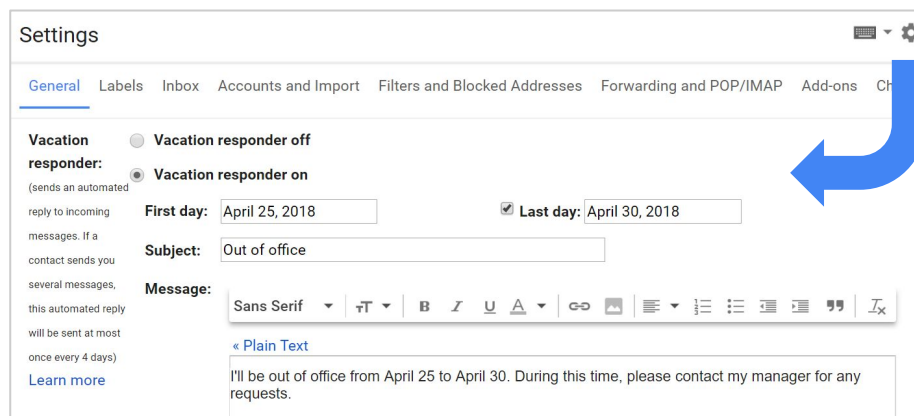 Settings
General Labels Inbox Accounts and Import Filters and Blocked Addresses Forwarding and POP/IMAP Add-ons
Vacation responder off
Vacation
responder:
Vacation responder on
(sends an automated
reply to incoming
messages. If a
contact sends you
several messages,
this automated reply
will be sent at most
once every 4 days)
Learn more
First day: April 25, 2018 Last day: April 30, 2018
Subject: Out of office
Message:
Sans Serif TT B I U A Tx
« Plain Text
I'll be out of office from April 25 to April 30. During this time, please contact my manager for any
requests.